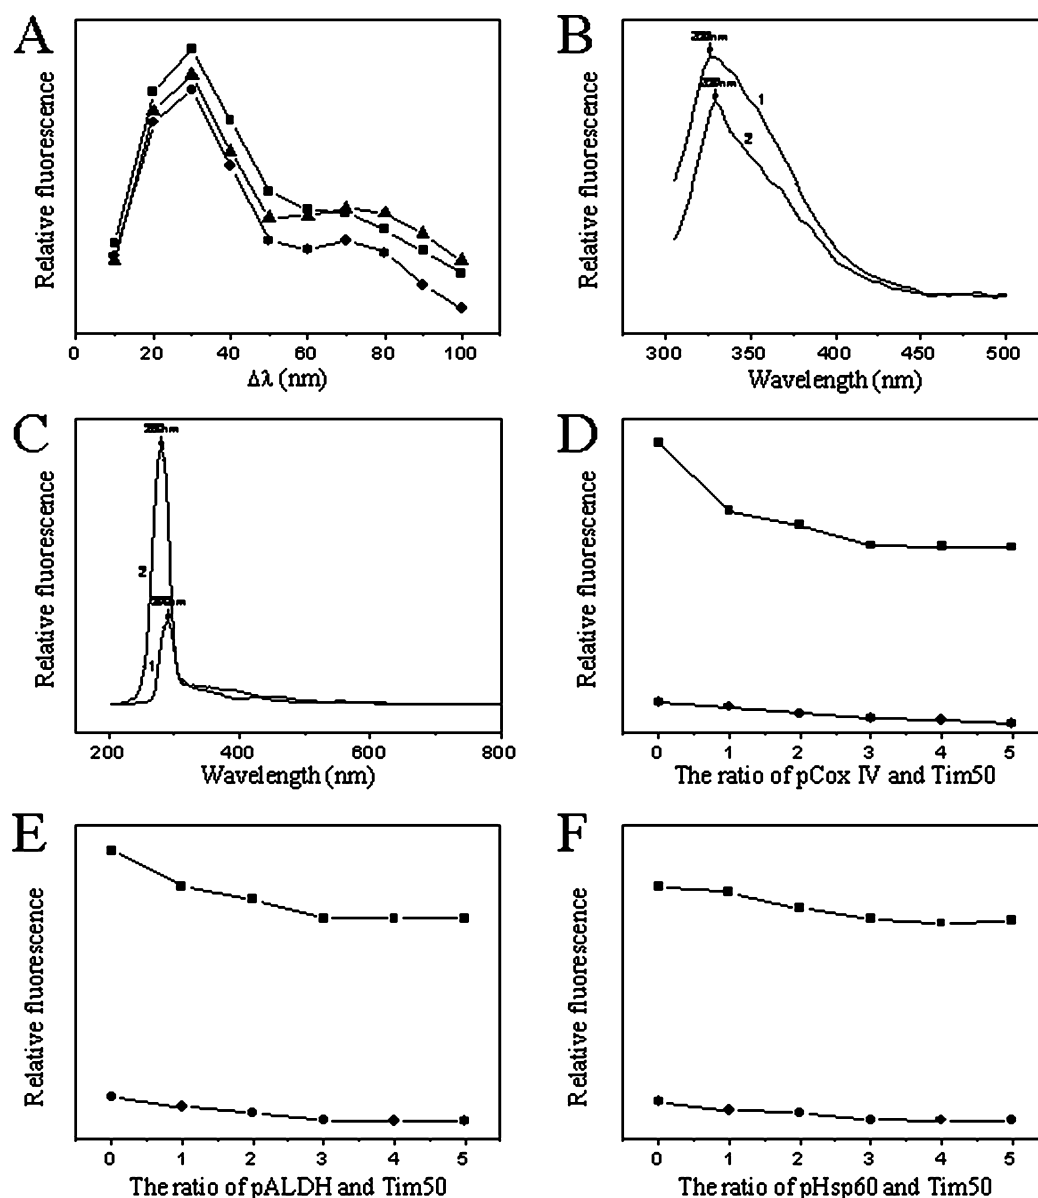 A
Relative fluorescence
0 20 40 60 80 100
Δλ (nm)
B
Relative fluorescence
1
2
300 350 400 450 500
Wavelength (nm)
C
Relative fluorescence
2
1
200 400 600 800
Wavelength (nm)
D
Relative fluorescence
0 1 2 3 4 5
The ratio of pCox IV and Tim50
E
Relative fluorescence
0 1 2 3 4 5
The ratio of pALDH and Tim50
F
Relative fluorescence
0 1 2 3 4 5
The ratio of pHsp60 and Tim50